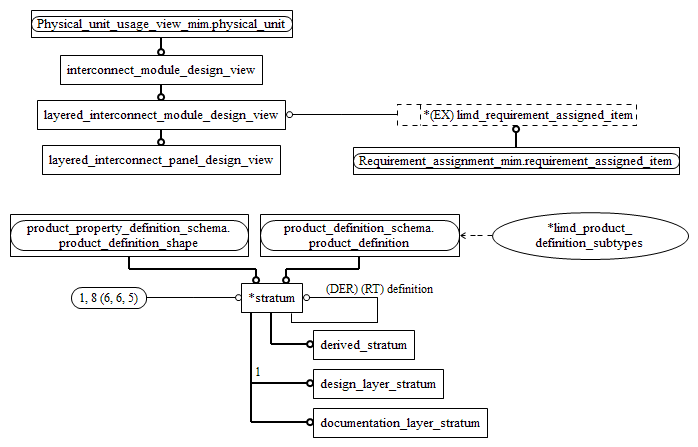 Physical_unit_usage_view_mim.physical_unit
interconnect_module_design_view
layered_interconnect_module_design_view
*(EX) limd_requirement_assigned_item
layered_interconnect_panel_design_view
Requirement_assignment_mim.requirement_assigned_item
product_property_definition_schema.
product_definition_shape
product_definition_schema.
product_definition
*limd_product_
definition_subtypes
1, 8 (6, 6, 5)
*stratum
(DER) (RT) definition
derived_stratum
1
design_layer_stratum
documentation_layer_stratum